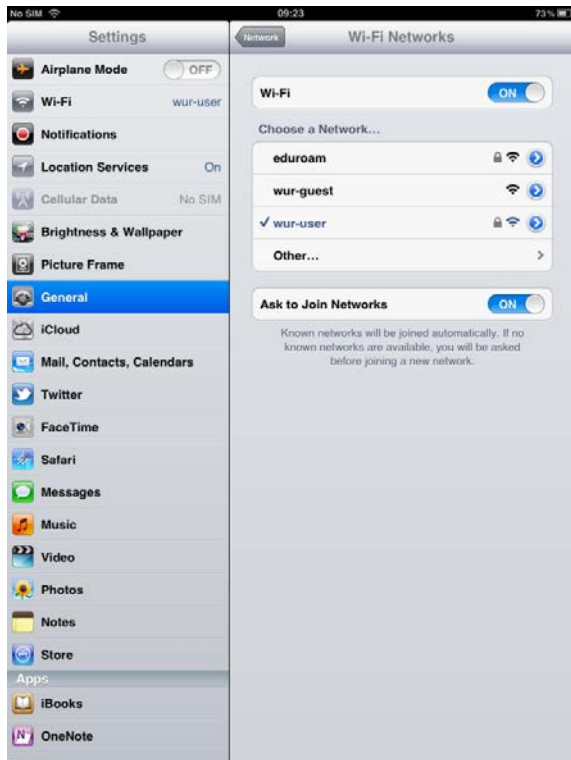 No SIM 09:23 73%
Settings
Airplane Mode OFF
Wi-Fi wur-user
Notifications
Location Services On
Cellular Data No SIM
Brightness & Wallpaper
Picture Frame
General
iCloud
Mail, Contacts, Calendars
Twitter
FaceTime
Safari
Messages
Music
Video
Photos
Notes
Store
Apps
iBooks
OneNote
Network Wi-Fi Networks
Wi-Fi ON
Choose a Network...
eduroam
wur-guest
wur-user
Other...
Ask to Join Networks ON
Known networks will be joined automatically. If no
known networks are available, you will be asked
before joining a new network.